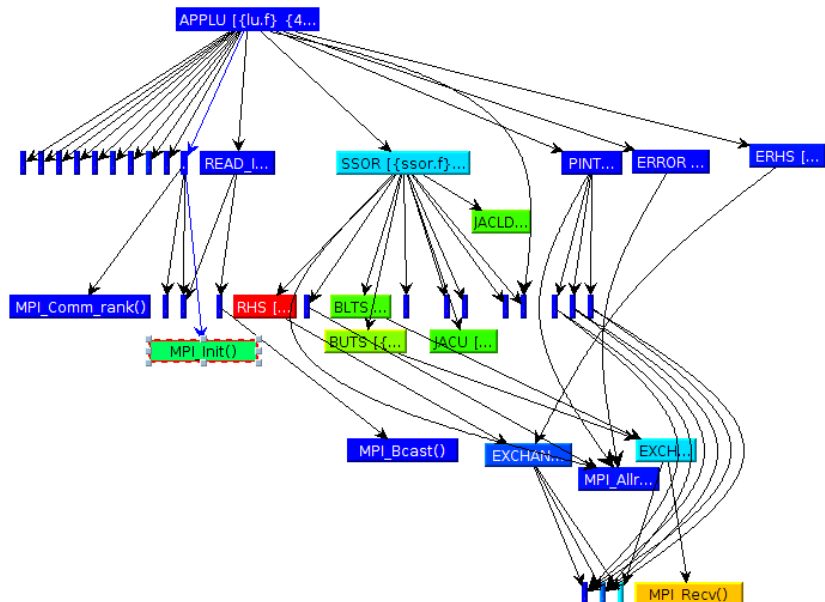 APPLU [{lu.f} {4...
READ_I...
SSOR [{ssor.f}...
PINT...
ERROR ...
ERHS [...
JACLD...
MPI_Comm_rank()
RHS [...
BLTS ...
BUTS [{...
JACU [...
MPI_Init()
MPI_Bcast()
EXCHAN...
EXCH...
MPI_Allr...
MPI_Recv()